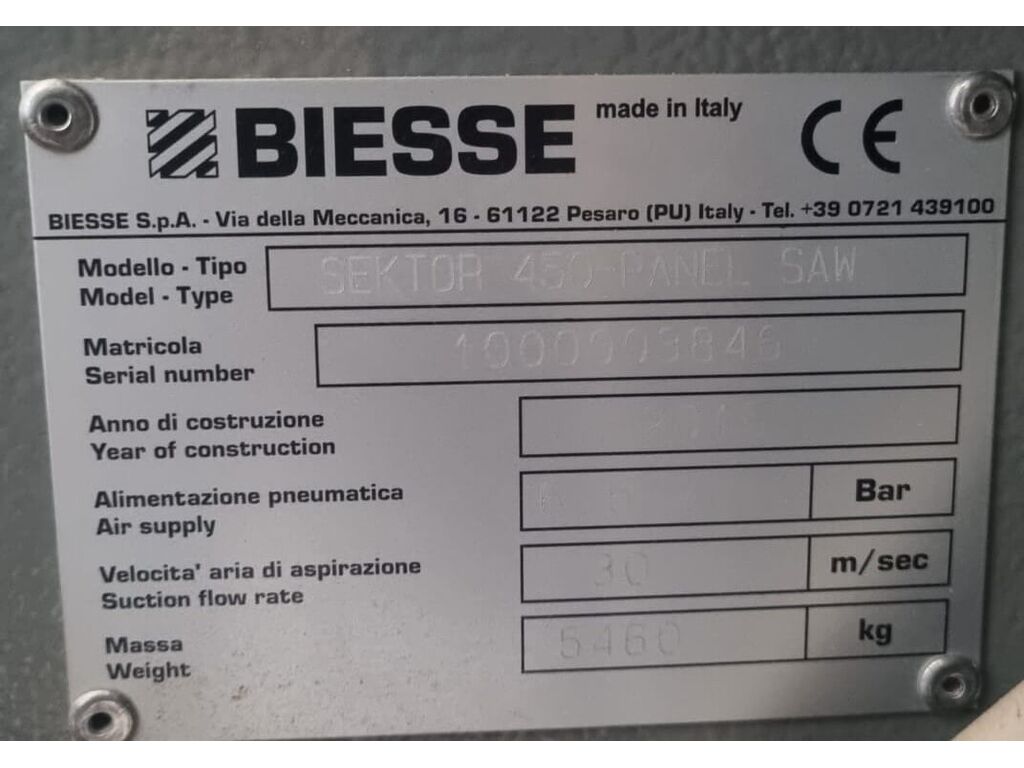 BIESSE made in Italy CE
BIESSE S.p.A. - Via della Meccanica, 16 - 61122 Pesaro (PU) Italy - Tel. +39 0721 439100
Modello - Tipo
Model - Type
SEKTOR 450-PANEL SAW
Matricola
Serial number
1000009846
Anno di costruzione
Year of construction
Alimentazione pneumatica
Air supply
Bar
Velocita' aria di aspirazione
Suction flow rate
30 m/sec
Massa
Weight
5460 kg